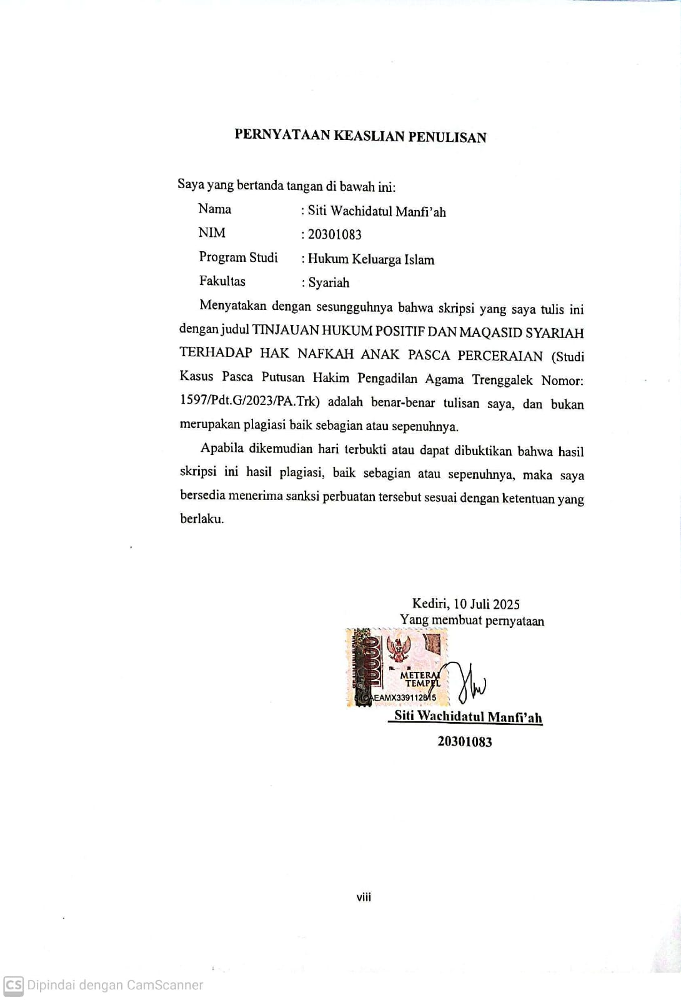 PERNYATAAN KEASLIAN PENULISAN
Saya yang bertanda tangan di bawah ini:
Nama : Siti Wachidatul Manfi’ah
NIM : 20301083
Program Studi : Hukum Keluarga Islam
Fakultas : Syariah
Menyatakan dengan sesungguhnya bahwa skripsi yang saya tulis ini
dengan judul TINJAUAN HUKUM POSITIF DAN MAQASID SYARIAH
TERHADAP HAK NAFKAH ANAK PASCA PERCERAIAN (Studi
Kasus Pasca Putusan Hakim Pengadilan Agama Trenggalek Nomor:
1597/Pdt.G/2023/PA.Trk) adalah benar-benar tulisan saya, dan bukan
merupakan plagiasi baik sebagian atau sepenuhnya.
Apabila dikemudian hari terbukti atau dapat dibuktikan bahwa hasil
skripsi ini hasil plagiasi, baik sebagian atau sepenuhnya, maka saya
bersedia menerima sanksi perbuatan tersebut sesuai dengan ketentuan yang
berlaku.
Kediri, 10 Juli 2025
Yang membuat pernyataan
10000
METERAI
TEMPEL
Siti Wachidatul Manfi’ah
20301083
viii
CS Dipindai dengan CamScanner